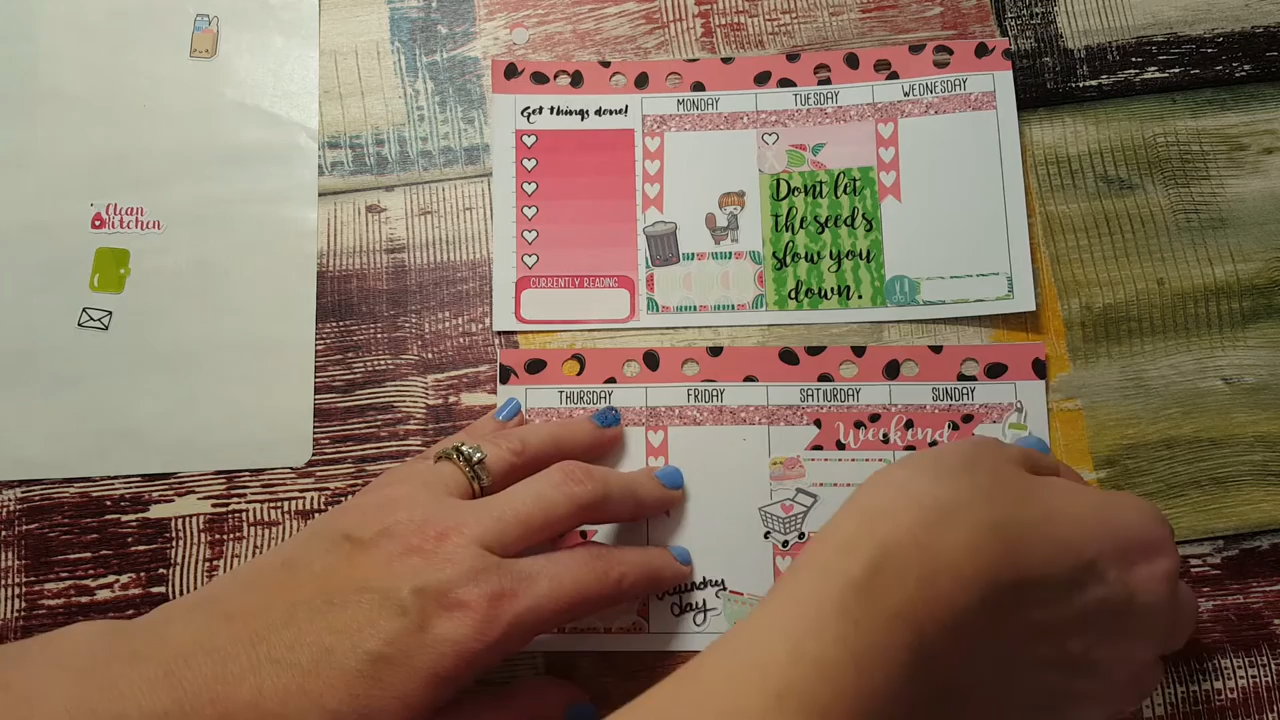 Clean
Kitchen
Get things done!
CURRENTLY READING
MONDAY
TUESDAY
WEDNESDAY
Dont let
the seeds
slow you
down.
THURSDAY
FRIDAY
SATURDAY
SUNDAY
Weekend
laundry
day